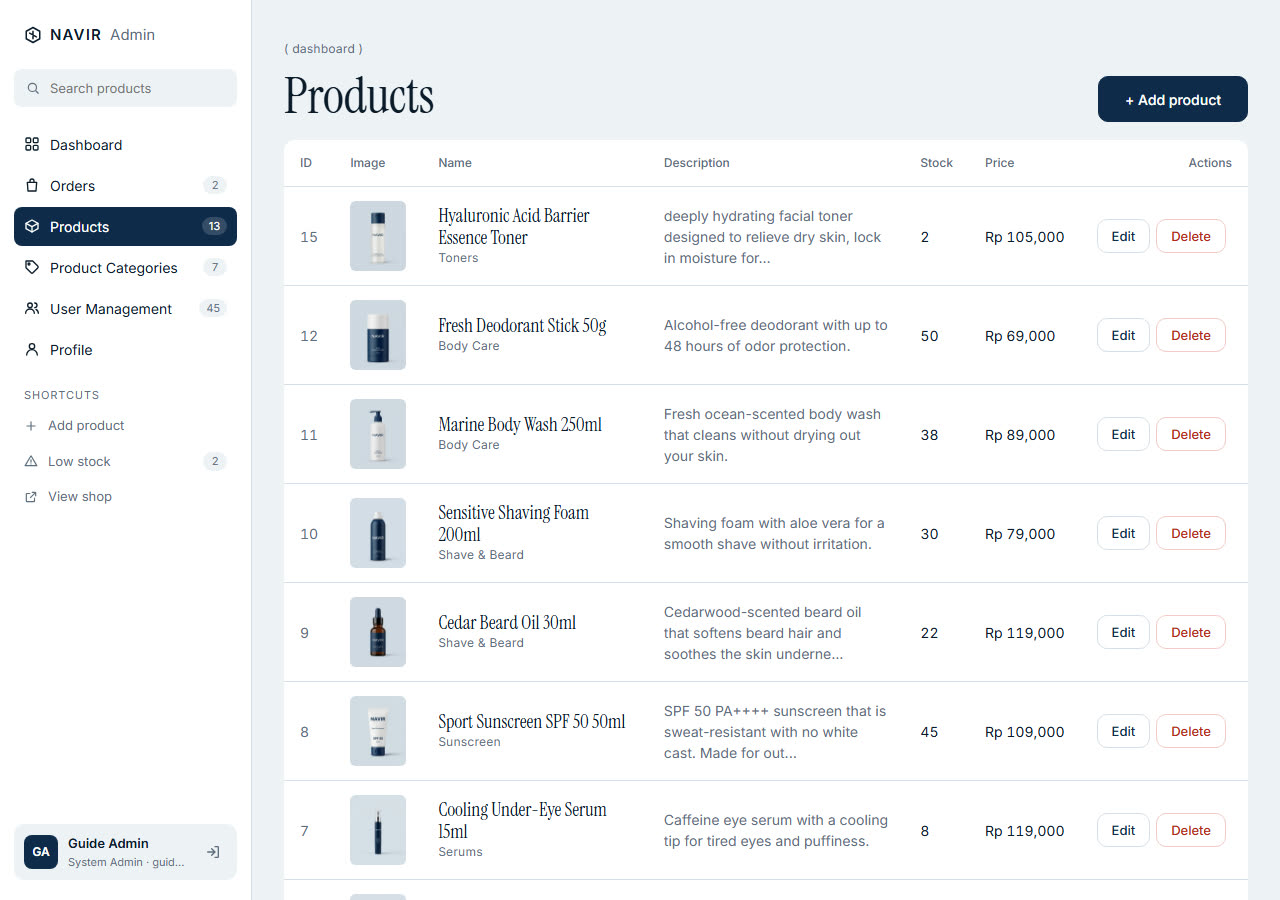 NAVIR Admin
Search products
Dashboard
Orders 2
Products 13
Product Categories 7
User Management 45
Profile
SHORTCUTS
Add product
Low stock 2
View shop
GA
Guide Admin
System Admin · guid...
( dashboard )
Products
+ Add product
ID Image Name Description Stock Price Actions
15
Hyaluronic Acid Barrier
Essence Toner
Toners
deeply hydrating facial toner
designed to relieve dry skin, lock
in moisture for...
2
Rp 105,000
Edit Delete
12
NAVIR
Fresh Deodorant Stick 50g
Body Care
Alcohol-free deodorant with up to
48 hours of odor protection.
50
Rp 69,000
Edit Delete
11
NAVIR
Marine Body Wash 250ml
Body Care
Fresh ocean-scented body wash
that cleans without drying out
your skin.
38
Rp 89,000
Edit Delete
10
NAVIR
Sensitive Shaving Foam
200ml
Shave & Beard
Shaving foam with aloe vera for a
smooth shave without irritation.
30
Rp 79,000
Edit Delete
9
Cedar Beard Oil 30ml
Shave & Beard
Cedarwood-scented beard oil
that softens beard hair and
soothes the skin underne...
22
Rp 119,000
Edit Delete
8
NAVIR
Sport Sunscreen SPF 50 50ml
Sunscreen
SPF 50 PA++++ sunscreen that is
sweat-resistant with no white
cast. Made for out...
45
Rp 109,000
Edit Delete
7
Cooling Under-Eye Serum
15ml
Serums
Caffeine eye serum with a cooling
tip for tired eyes and puffiness.
8
Rp 119,000
Edit Delete